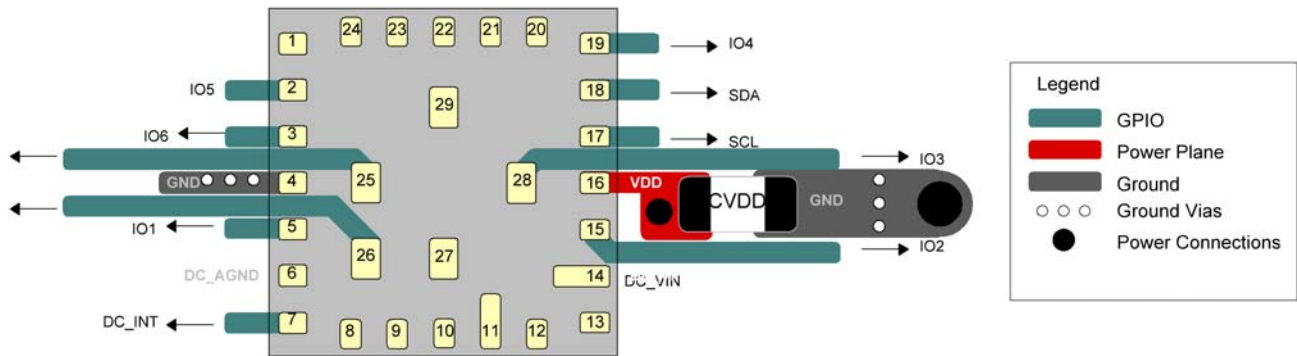 24 23 22 21 20
1 19 IO4
IO5 2 18 SDA
29
IO6 3 17 SCL
IO3
GND 4 25 28 16 VDD CVDD GND
IO1 5 15
IO2
26 27
DC_AGND 6 14 DC_VIN
DC_INT 7 13
8 9 10 11 12
Legend
GPIO
Power Plane
Ground
Ground Vias
Power Connections